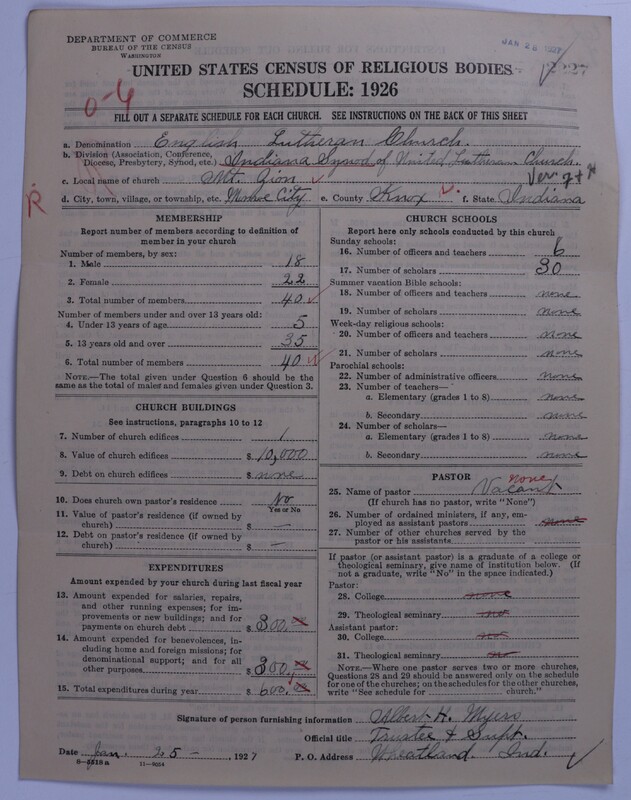 DEPARTMENT OF COMMERCE
BUREAU OF THE CENSUS
WASHINGTON
JAN 28 1927
UNITED STATES CENSUS OF RELIGIOUS BODIES
SCHEDULE: 1926
0-6
FILL OUT A SEPARATE SCHEDULE FOR EACH CHURCH. SEE INSTRUCTIONS ON THE BACK OF THIS SHEET
a. Denomination English Lutheran Church.
b. Division (Association, Conference, Diocese, Presbytery, Synod, etc.) Indiana Synod of United Lutheran Church.
c. Local name of church Mt. Zion
d. City, town, village, or township, etc. Monroe City e. County Knox f. State Indiana
R
MEMBERSHIP
Report number of members according to definition of
member in your church
Number of members, by sex:
1. Male 18
2. Female 22
3. Total number of members 40
Number of members under and over 13 years old:
4. Under 13 years of age 5
5. 13 years old and over 35
6. Total number of members 40
NOTE.—The total given under Question 6 should be the
same as the total of males and females given under Question 3.
CHURCH BUILDINGS
See instructions, paragraphs 10 to 12
7. Number of church edifices 1
8. Value of church edifices $ 10,000
9. Debt on church edifices $ none
10. Does church own pastor's residence No
Yes or No
11. Value of pastor's residence (if owned by
church) $ —
12. Debt on pastor's residence (if owned by
church) $ —
EXPENDITURES
Amount expended by your church during last fiscal year
13. Amount expended for salaries, repairs,
and other running expenses; for im-
provements or new buildings; and for
payments on church debt $ 300.
14. Amount expended for benevolences, in-
cluding home and foreign missions; for
denominational support; and for all
other purposes $ 300.
15. Total expenditures during year $ 600.
CHURCH SCHOOLS
Report here only schools conducted by this church
Sunday schools:
16. Number of officers and teachers 6
17. Number of scholars 30
Summer vacation Bible schools:
18. Number of officers and teachers none
19. Number of scholars none
Week-day religious schools:
20. Number of officers and teachers none
21. Number of scholars none
Parochial schools:
22. Number of administrative officers none
23. Number of teachers—
a. Elementary (grades 1 to 8) none
b. Secondary none
24. Number of scholars—
a. Elementary (grades 1 to 8) none
b. Secondary none
PASTOR
none
25. Name of pastor Vacant
(If church has no pastor, write "None")
26. Number of ordained ministers, if any, em-
ployed as assistant pastors none
27. Number of other churches served by the
pastor or his assistants
If pastor (or assistant pastor) is a graduate of a college or
theological seminary, give name of institution below. (If
not a graduate, write "No" in the space indicated.)
Pastor:
28. College none
29. Theological seminary no
Assistant pastor:
30. College no
31. Theological seminary no
NOTE.—Where one pastor serves two or more churches,
Questions 28 and 29 should be answered only on the schedule
for one of the churches; on the schedules for the other churches,
write "See schedule for church."
Signature of person furnishing information Albert H. Myers
Official title Trustee & Supt.
Date Jan. 25 — , 1927 P. O. Address Wheatland. Ind.
8-5518a 11-9054